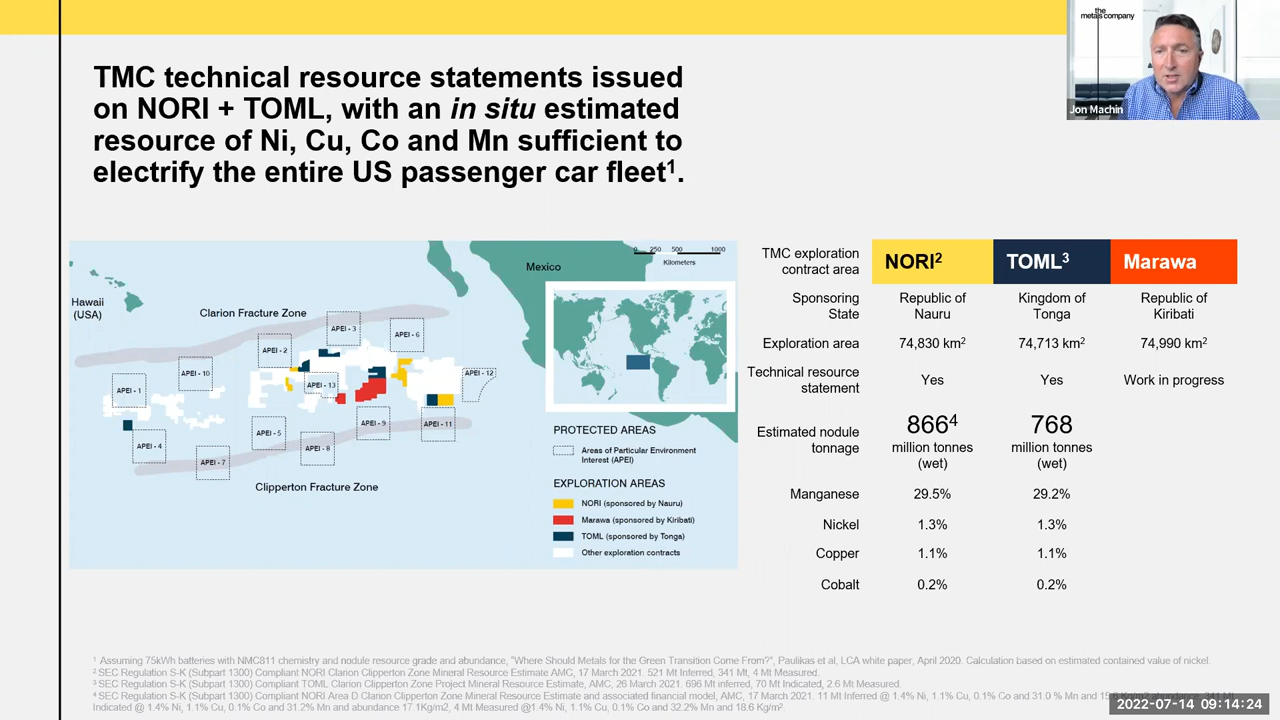 the
metals company
Jon Machin
TMC technical resource statements issued
on NORI + TOML, with an in situ estimated
resource of Ni, Cu, Co and Mn sufficient to
electrify the entire US passenger car fleet¹.
Hawaii
(USA)
Mexico
0 250 500 1000
Kilometers
Clarion Fracture Zone
APEI - 3
APEI - 6
APEI - 2
APEI - 10
APEI - 12
APEI - 1
APEI - 13
APEI - 9
APEI - 11
APEI - 5
APEI - 4
APEI - 8
APEI - 7
Clipperton Fracture Zone
PROTECTED AREAS
Areas of Particular Environment
Interest (APEI)
EXPLORATION AREAS
NORI (sponsored by Nauru)
Marawa (sponsored by Kiribati)
TOML (sponsored by Tonga)
Other exploration contracts
TMC exploration
contract area
NORI²
TOML³
Marawa
Sponsoring
State
Republic of
Nauru
Kingdom of
Tonga
Republic of
Kiribati
Exploration area
74,830 km²
74,713 km²
74,990 km²
Technical resource
statement
Yes
Yes
Work in progress
Estimated nodule
tonnage
866⁴
million tonnes
(wet)
768
million tonnes
(wet)
Manganese
29.5%
29.2%
Nickel
1.3%
1.3%
Copper
1.1%
1.1%
Cobalt
0.2%
0.2%
¹ Assuming 75kWh batteries with NMC811 chemistry and nodule resource grade and abundance, "Where Should Metals for the Green Transition Come From?", Paulikas et al, LCA white paper, April 2020. Calculation based on estimated contained value of nickel.
² SEC Regulation S-K (Subpart 1300) Compliant NORI Clarion Clipperton Zone Mineral Resource Estimate AMC, 17 March 2021. 521 Mt Inferred, 341 Mt Indicated, 4 Mt Measured.
³ SEC Regulation S-K (Subpart 1300) Compliant TOML Clarion Clipperton Zone Project Mineral Resource Estimate, AMC, 26 March 2021. 696 Mt inferred, 70 Mt Indicated, 2.6 Mt Measured.
⁴ SEC Regulation S-K (Subpart 1300) Compliant NORI Area D Clarion Clipperton Zone Mineral Resource Estimate and associated financial model, AMC, 17 March 2021. 11 Mt Inferred @ 1.4% Ni, 1.1% Cu, 0.1% Co and 31.0 % Mn and abundance 341 Mt
Indicated @ 1.4% Ni, 1.1% Cu, 0.1% Co and 31.2% Mn and abundance 17.1Kg/m2, 4 Mt Measured @1.4% Ni, 1.1% Cu, 0.1% Co and 32.2% Mn and 18.6 Kg/m².
2022-07-14 09:14:24